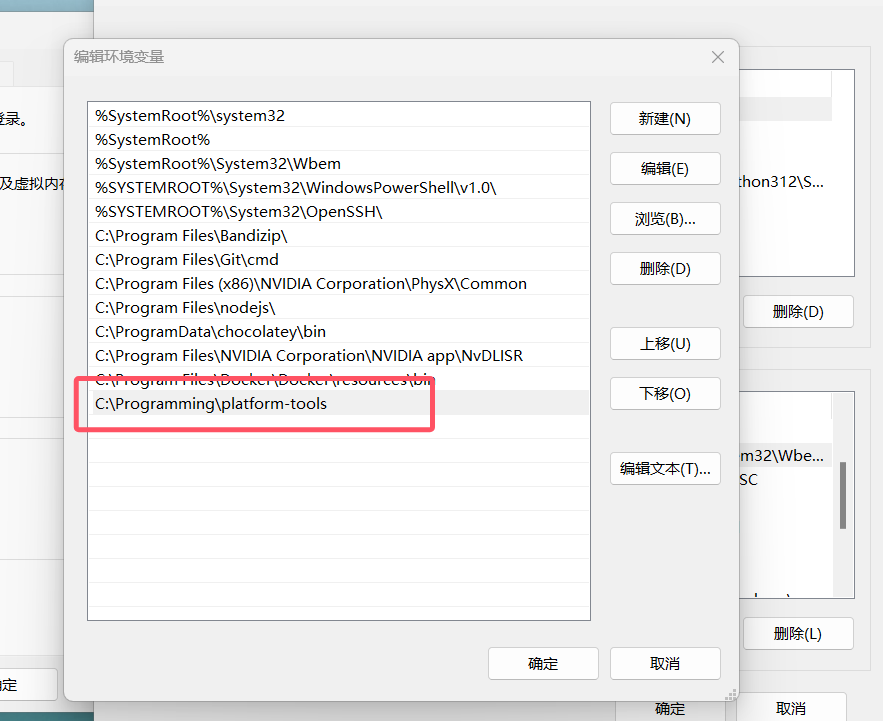 编辑环境变量
%SystemRoot%\system32
%SystemRoot%
%SystemRoot%\System32\Wbem
%SYSTEMROOT%\System32\WindowsPowerShell\v1.0\
%SYSTEMROOT%\System32\OpenSSH\
C:\Program Files\Bandizip\
C:\Program Files\Git\cmd
C:\Program Files (x86)\NVIDIA Corporation\PhysX\Common
C:\Program Files\nodejs\
C:\ProgramData\chocolatey\bin
C:\Program Files\NVIDIA Corporation\NVIDIA app\NvDLISR
C:\Program Files\Docker\Docker\resources\bin
C:\Programming\platform-tools
新建(N)
编辑(E)
浏览(B)...
删除(D)
上移(U)
下移(O)
编辑文本(T)...
确定
取消
登录。
及虚拟内存
定
thon312\S...
删除(D)
em32\Wbe...
SC
删除(L)
确定
取消